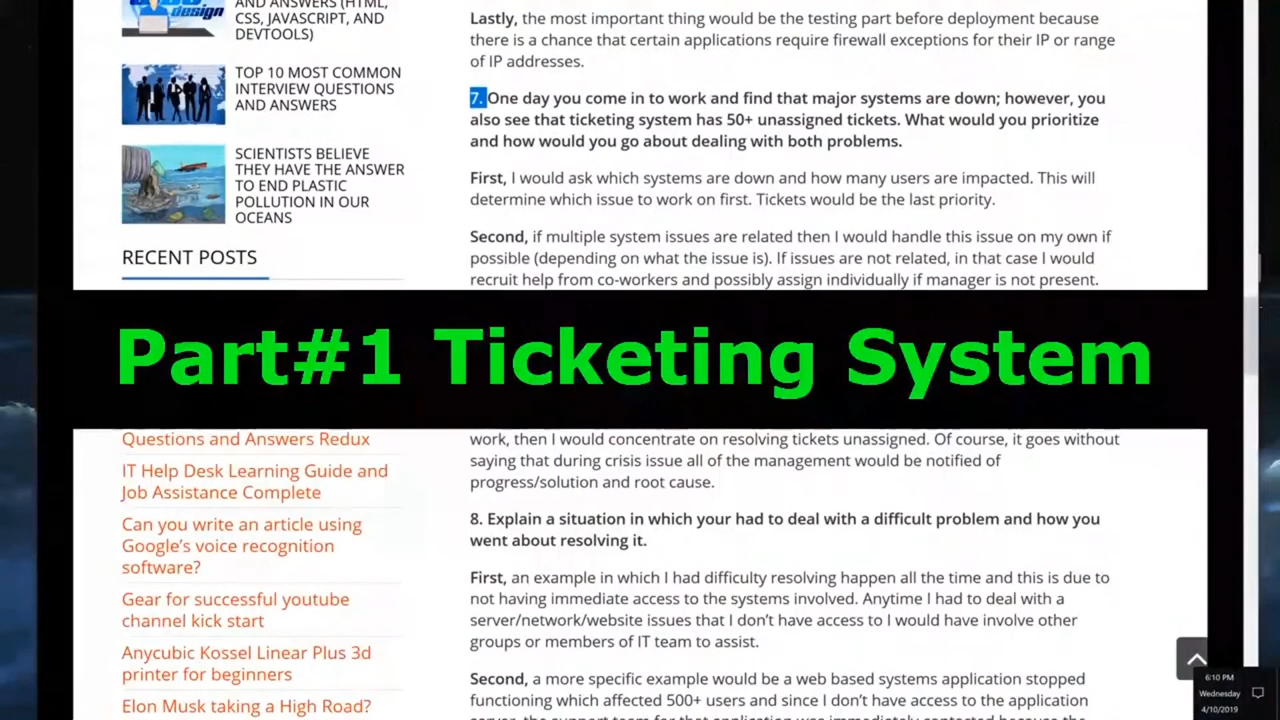 AND ANSWERS (HTML,
CSS, JAVASCRIPT, AND
DEVTOOLS)
design
TOP 10 MOST COMMON
INTERVIEW QUESTIONS
AND ANSWERS
SCIENTISTS BELIEVE
THEY HAVE THE ANSWER
TO END PLASTIC
POLLUTION IN OUR
OCEANS
RECENT POSTS
Lastly, the most important thing would be the testing part before deployment because
there is a chance that certain applications require firewall exceptions for their IP or range
of IP addresses.
7. One day you come in to work and find that major systems are down; however, you
also see that ticketing system has 50+ unassigned tickets. What would you prioritize
and how would you go about dealing with both problems.
First, I would ask which systems are down and how many users are impacted. This will
determine which issue to work on first. Tickets would be the last priority.
Second, if multiple system issues are related then I would handle this issue on my own if
possible (depending on what the issue is). If issues are not related, in that case I would
recruit help from co-workers and possibly assign individually if manager is not present.
Part#1 Ticketing System
Questions and Answers Redux
IT Help Desk Learning Guide and
Job Assistance Complete
Can you write an article using
Google's voice recognition
software?
Gear for successful youtube
channel kick start
Anycubic Kossel Linear Plus 3d
printer for beginners
Elon Musk taking a High Road?
work, then I would concentrate on resolving tickets unassigned. Of course, it goes without
saying that during crisis issue all of the management would be notified of
progress/solution and root cause.
8. Explain a situation in which your had to deal with a difficult problem and how you
went about resolving it.
First, an example in which I had difficulty resolving happen all the time and this is due to
not having immediate access to the systems involved. Anytime I had to deal with a
server/network/website issues that I don't have access to I would have involve other
groups or members of IT team to assist.
Second, a more specific example would be a web based systems application stopped
functioning which affected 500+ users and since I don't have access to the application
6:10 PM
Wednesday
4/10/2019